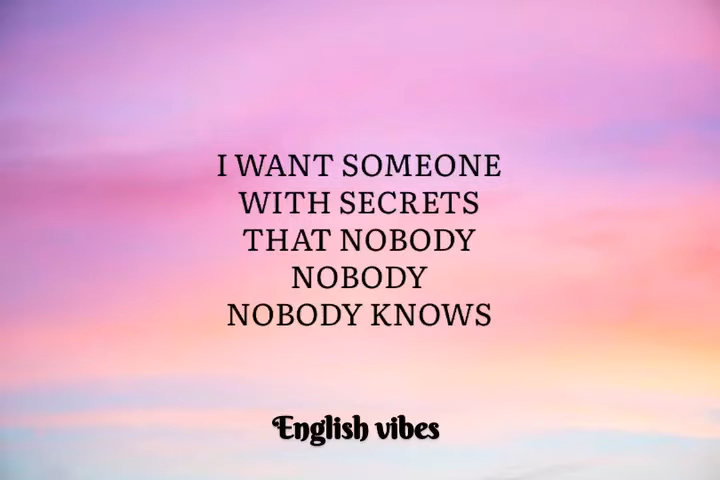 I WANT SOMEONE
WITH SECRETS
THAT NOBODY
NOBODY
NOBODY KNOWS
English vibes